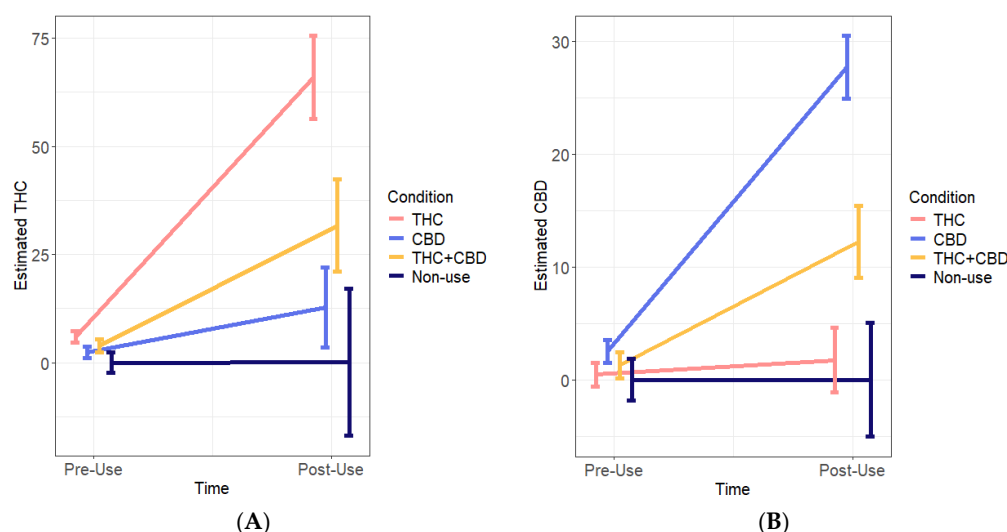 75
50
25
0
Estimated THC
Pre-Use
Post-Use
Time
Condition
THC
CBD
THC+CBD
Non-use
(A)
30
20
10
0
Estimated CBD
Pre-Use
Post-Use
Time
Condition
THC
CBD
THC+CBD
Non-use
(B)